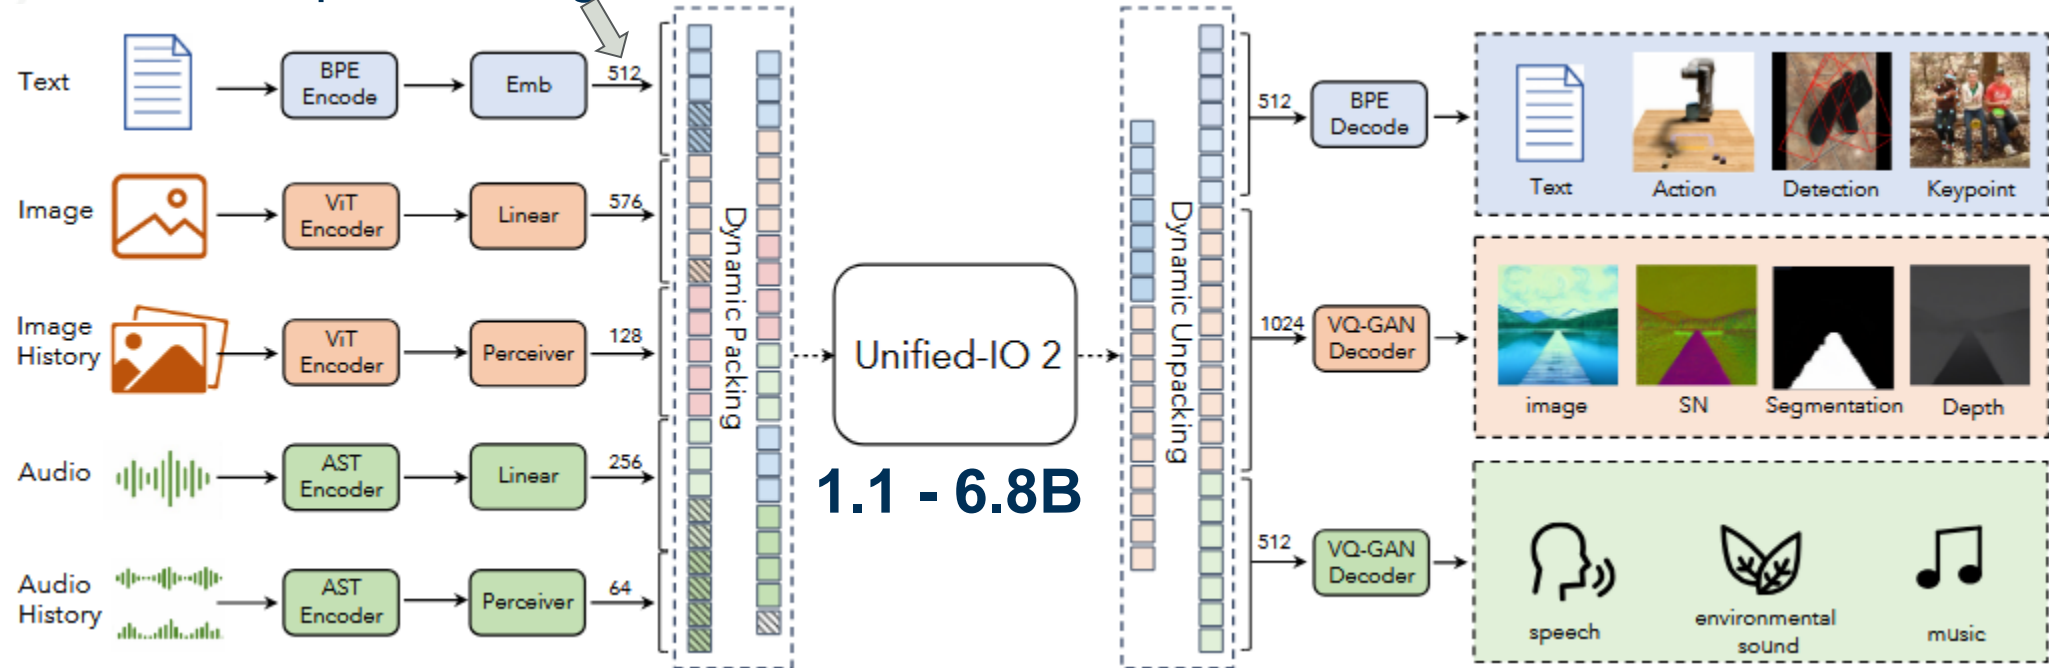 Text
BPE
Encode
Emb
512
Image
ViT
Encoder
Linear
576
Image
History
ViT
Encoder
Perceiver
128
Audio
AST
Encoder
Linear
256
Audio
History
AST
Encoder
Perceiver
64
Dynamic Packing
Unified-IO 2
1.1 - 6.8B
Dynamic Unpacking
512
BPE
Decode
Text
Action
Detection
Keypoint
1024
VQ-GAN
Decoder
image
SN
Segmentation
Depth
512
VQ-GAN
Decoder
speech
environmental
sound
music